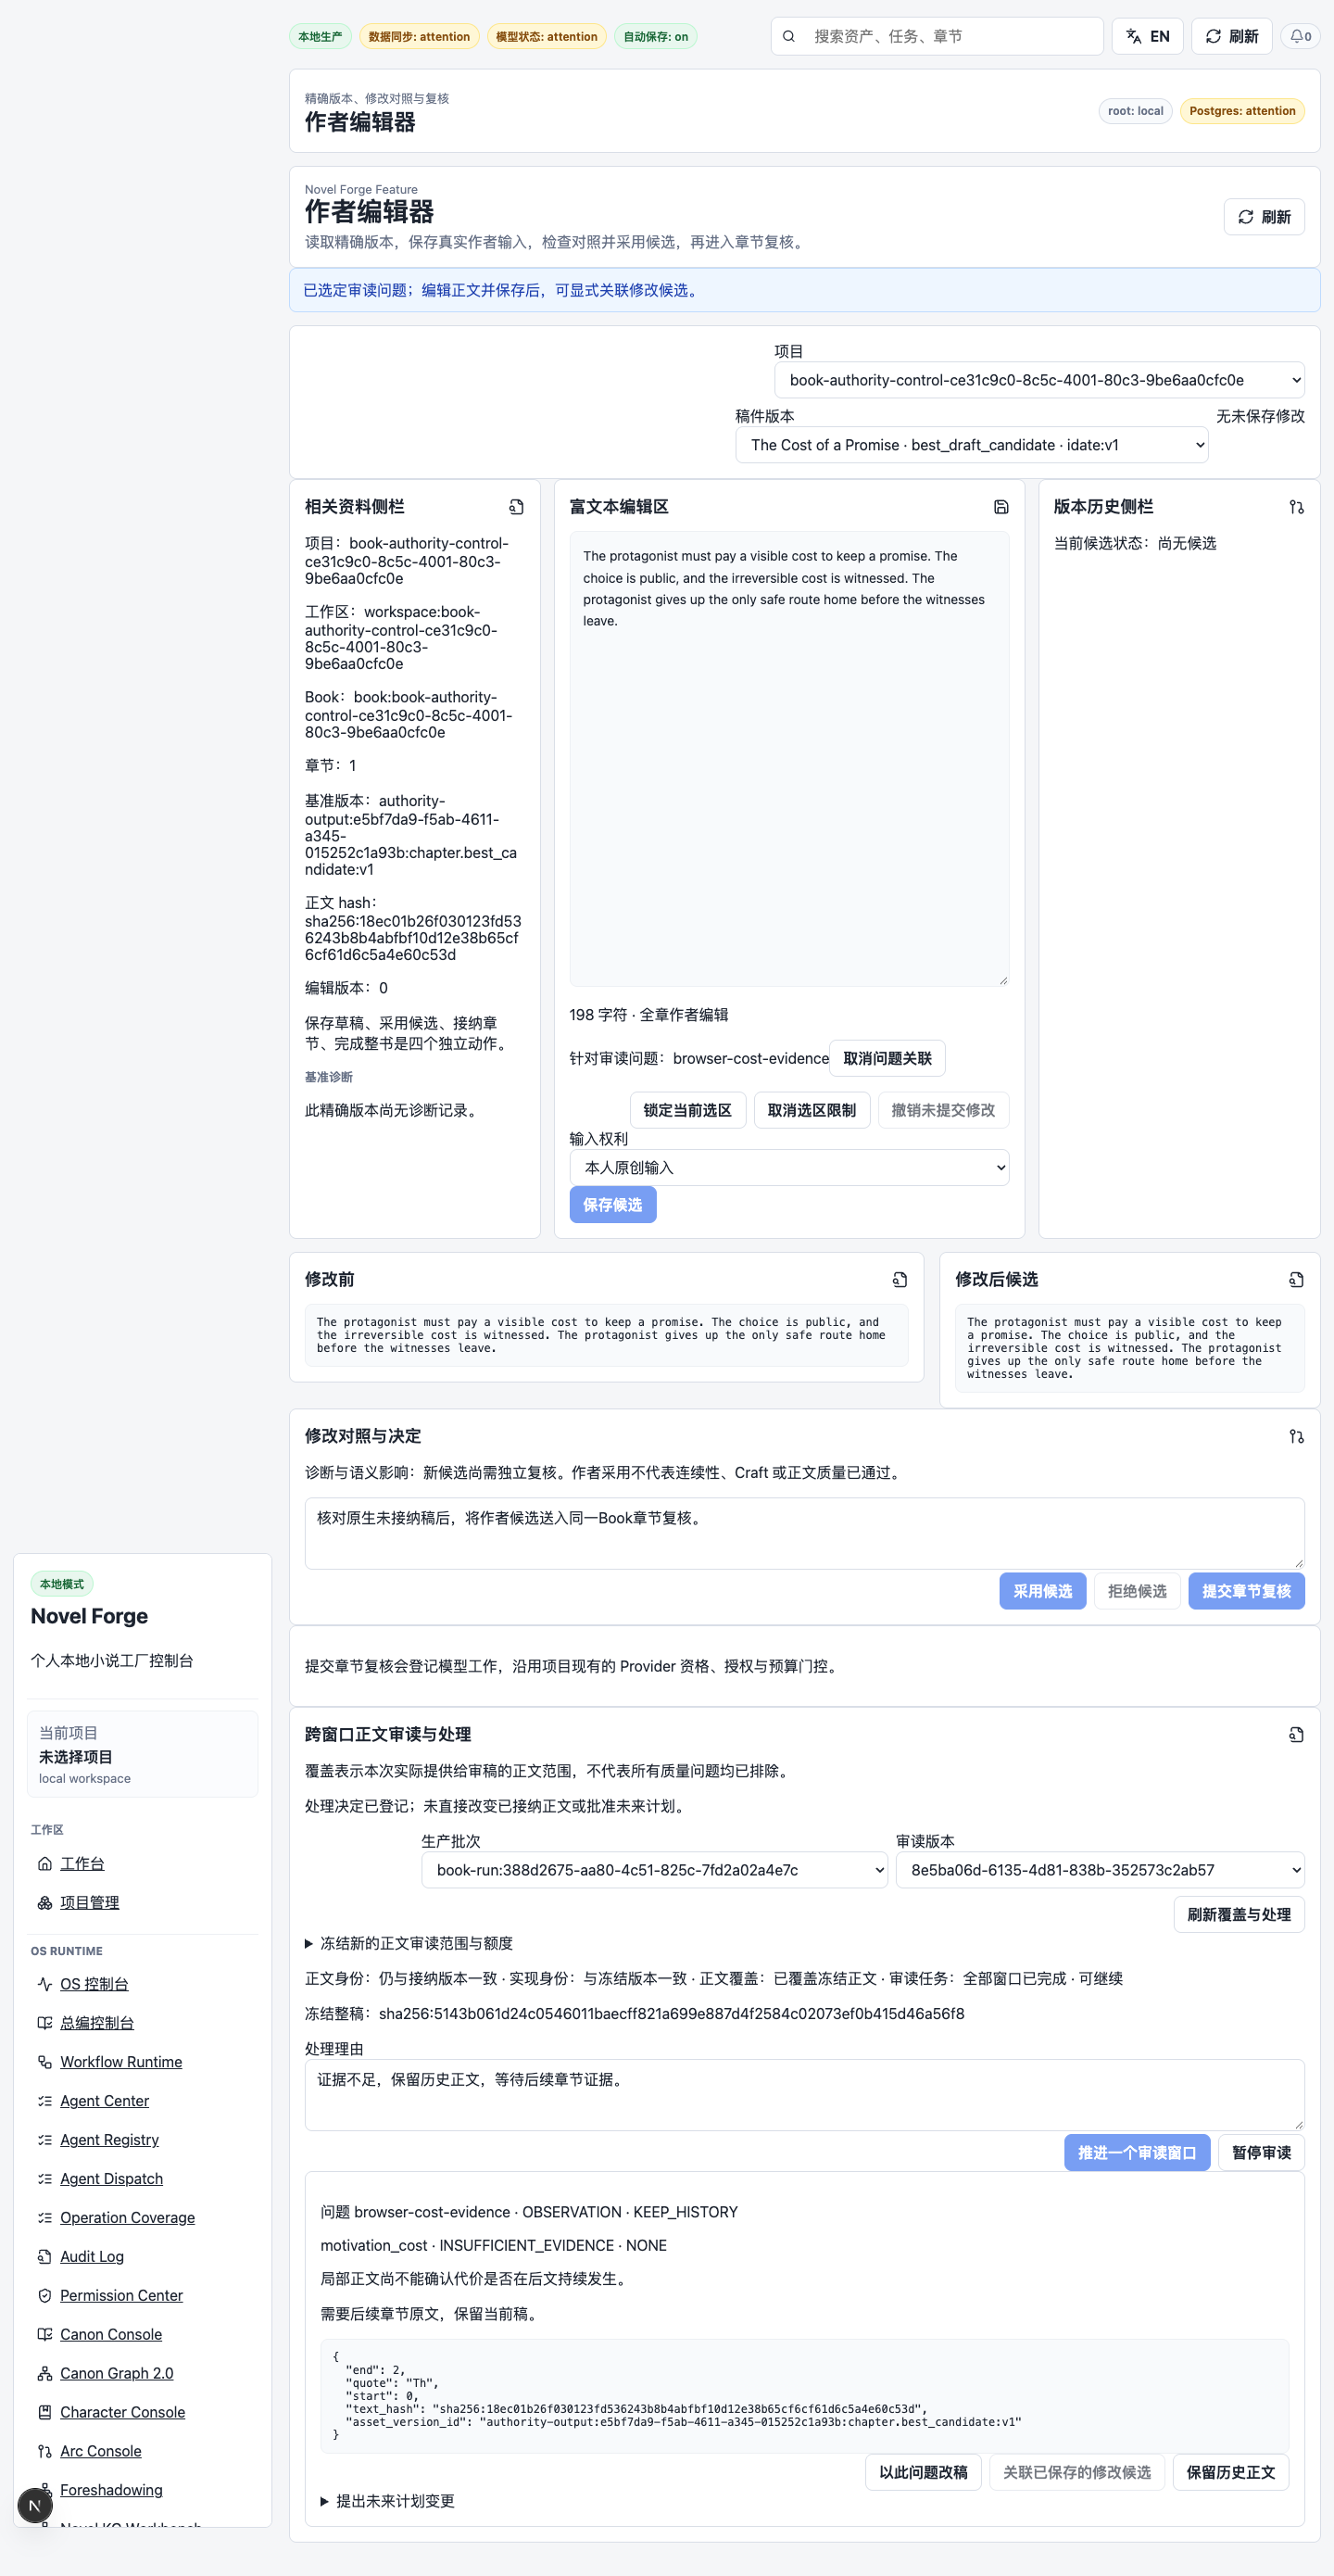 本地生产
数据同步: attention
模型状态: attention
自动保存: on
搜索资产、任务、章节
EN
刷新
0
精确版本、修改对照与复核
作者编辑器
root: local
Postgres: attention
Novel Forge Feature
作者编辑器
读取精确版本，保存真实作者输入，检查对照并采用候选，再进入章节复核。
刷新
已选定审读问题；编辑正文并保存后，可显式关联修改候选。
项目
book-authority-control-ce31c9c0-8c5c-4001-80c3-9be6aa0cfc0e
稿件版本
无未保存修改
The Cost of a Promise · best_draft_candidate · idate:v1
相关资料侧栏
项目：book-authority-control-
ce31c9c0-8c5c-4001-80c3-
9be6aa0cfc0e
工作区：workspace:book-
authority-control-ce31c9c0-
8c5c-4001-80c3-
9be6aa0cfc0e
Book：book:book-authority-
control-ce31c9c0-8c5c-4001-
80c3-9be6aa0cfc0e
章节：1
基准版本：authority-
output:e5bf7da9-f5ab-4611-
a345-
015252c1a93b:chapter.best_ca
ndidate:v1
正文 hash：
sha256:18ec01b26f030123fd53
6243b8b4abfbf10d12e38b65cf
6cf61d6c5a4e60c53d
编辑版本：0
保存草稿、采用候选、接纳章
节、完成整书是四个独立动作。
基准诊断
此精确版本尚无诊断记录。
富文本编辑区
The protagonist must pay a visible cost to keep a promise. The
choice is public, and the irreversible cost is witnessed. The
protagonist gives up the only safe route home before the witnesses
leave.
198 字符 · 全章作者编辑
针对审读问题：browser-cost-evidence
取消问题关联
锁定当前选区
取消选区限制
撤销未提交修改
输入权利
本人原创输入
保存候选
版本历史侧栏
当前候选状态：尚无候选
修改前
The protagonist must pay a visible cost to keep a promise. The choice is public, and
the irreversible cost is witnessed. The protagonist gives up the only safe route home
before the witnesses leave.
修改后候选
The protagonist must pay a visible cost to keep
a promise. The choice is public, and the
irreversible cost is witnessed. The protagonist
gives up the only safe route home before the
witnesses leave.
修改对照与决定
诊断与语义影响：新候选尚需独立复核。作者采用不代表连续性、Craft 或正文质量已通过。
核对原生未接纳稿后，将作者候选送入同一Book章节复核。
采用候选
拒绝候选
提交章节复核
提交章节复核会登记模型工作，沿用项目现有的 Provider 资格、授权与预算门控。
跨窗口正文审读与处理
覆盖表示本次实际提供给审稿的正文范围，不代表所有质量问题均已排除。
处理决定已登记；未直接改变已接纳正文或批准未来计划。
生产批次
book-run:388d2675-aa80-4c51-825c-7fd2a02a4e7c
审读版本
8e5ba06d-6135-4d81-838b-352573c2ab57
刷新覆盖与处理
冻结新的正文审读范围与额度
正文身份：仍与接纳版本一致 · 实现身份：与冻结版本一致 · 正文覆盖：已覆盖冻结正文 · 审读任务：全部窗口已完成 · 可继续
冻结整稿：sha256:5143b061d24c0546011baecff821a699e887d4f2584c02073ef0b415d46a56f8
处理理由
证据不足，保留历史正文，等待后续章节证据。
推进一个审读窗口
暂停审读
问题 browser-cost-evidence · OBSERVATION · KEEP_HISTORY
motivation_cost · INSUFFICIENT_EVIDENCE · NONE
局部正文尚不能确认代价是否在后文持续发生。
需要后续章节原文，保留当前稿。
{
"end": 2,
"quote": "Th",
"start": 0,
"text_hash": "sha256:18ec01b26f030123fd536243b8b4abfbf10d12e38b65cf6cf61d6c5a4e60c53d",
"asset_version_id": "authority-output:e5bf7da9-f5ab-4611-a345-015252c1a93b:chapter.best_candidate:v1"
}
以此问题改稿
关联已保存的修改候选
保留历史正文
提出未来计划变更
本地模式
Novel Forge
个人本地小说工厂控制台
当前项目
未选择项目
local workspace
工作区
工作台
项目管理
OS RUNTIME
OS 控制台
总编控制台
Workflow Runtime
Agent Center
Agent Registry
Agent Dispatch
Operation Coverage
Audit Log
Permission Center
Canon Console
Canon Graph 2.0
Character Console
Arc Console
Foreshadowing
N